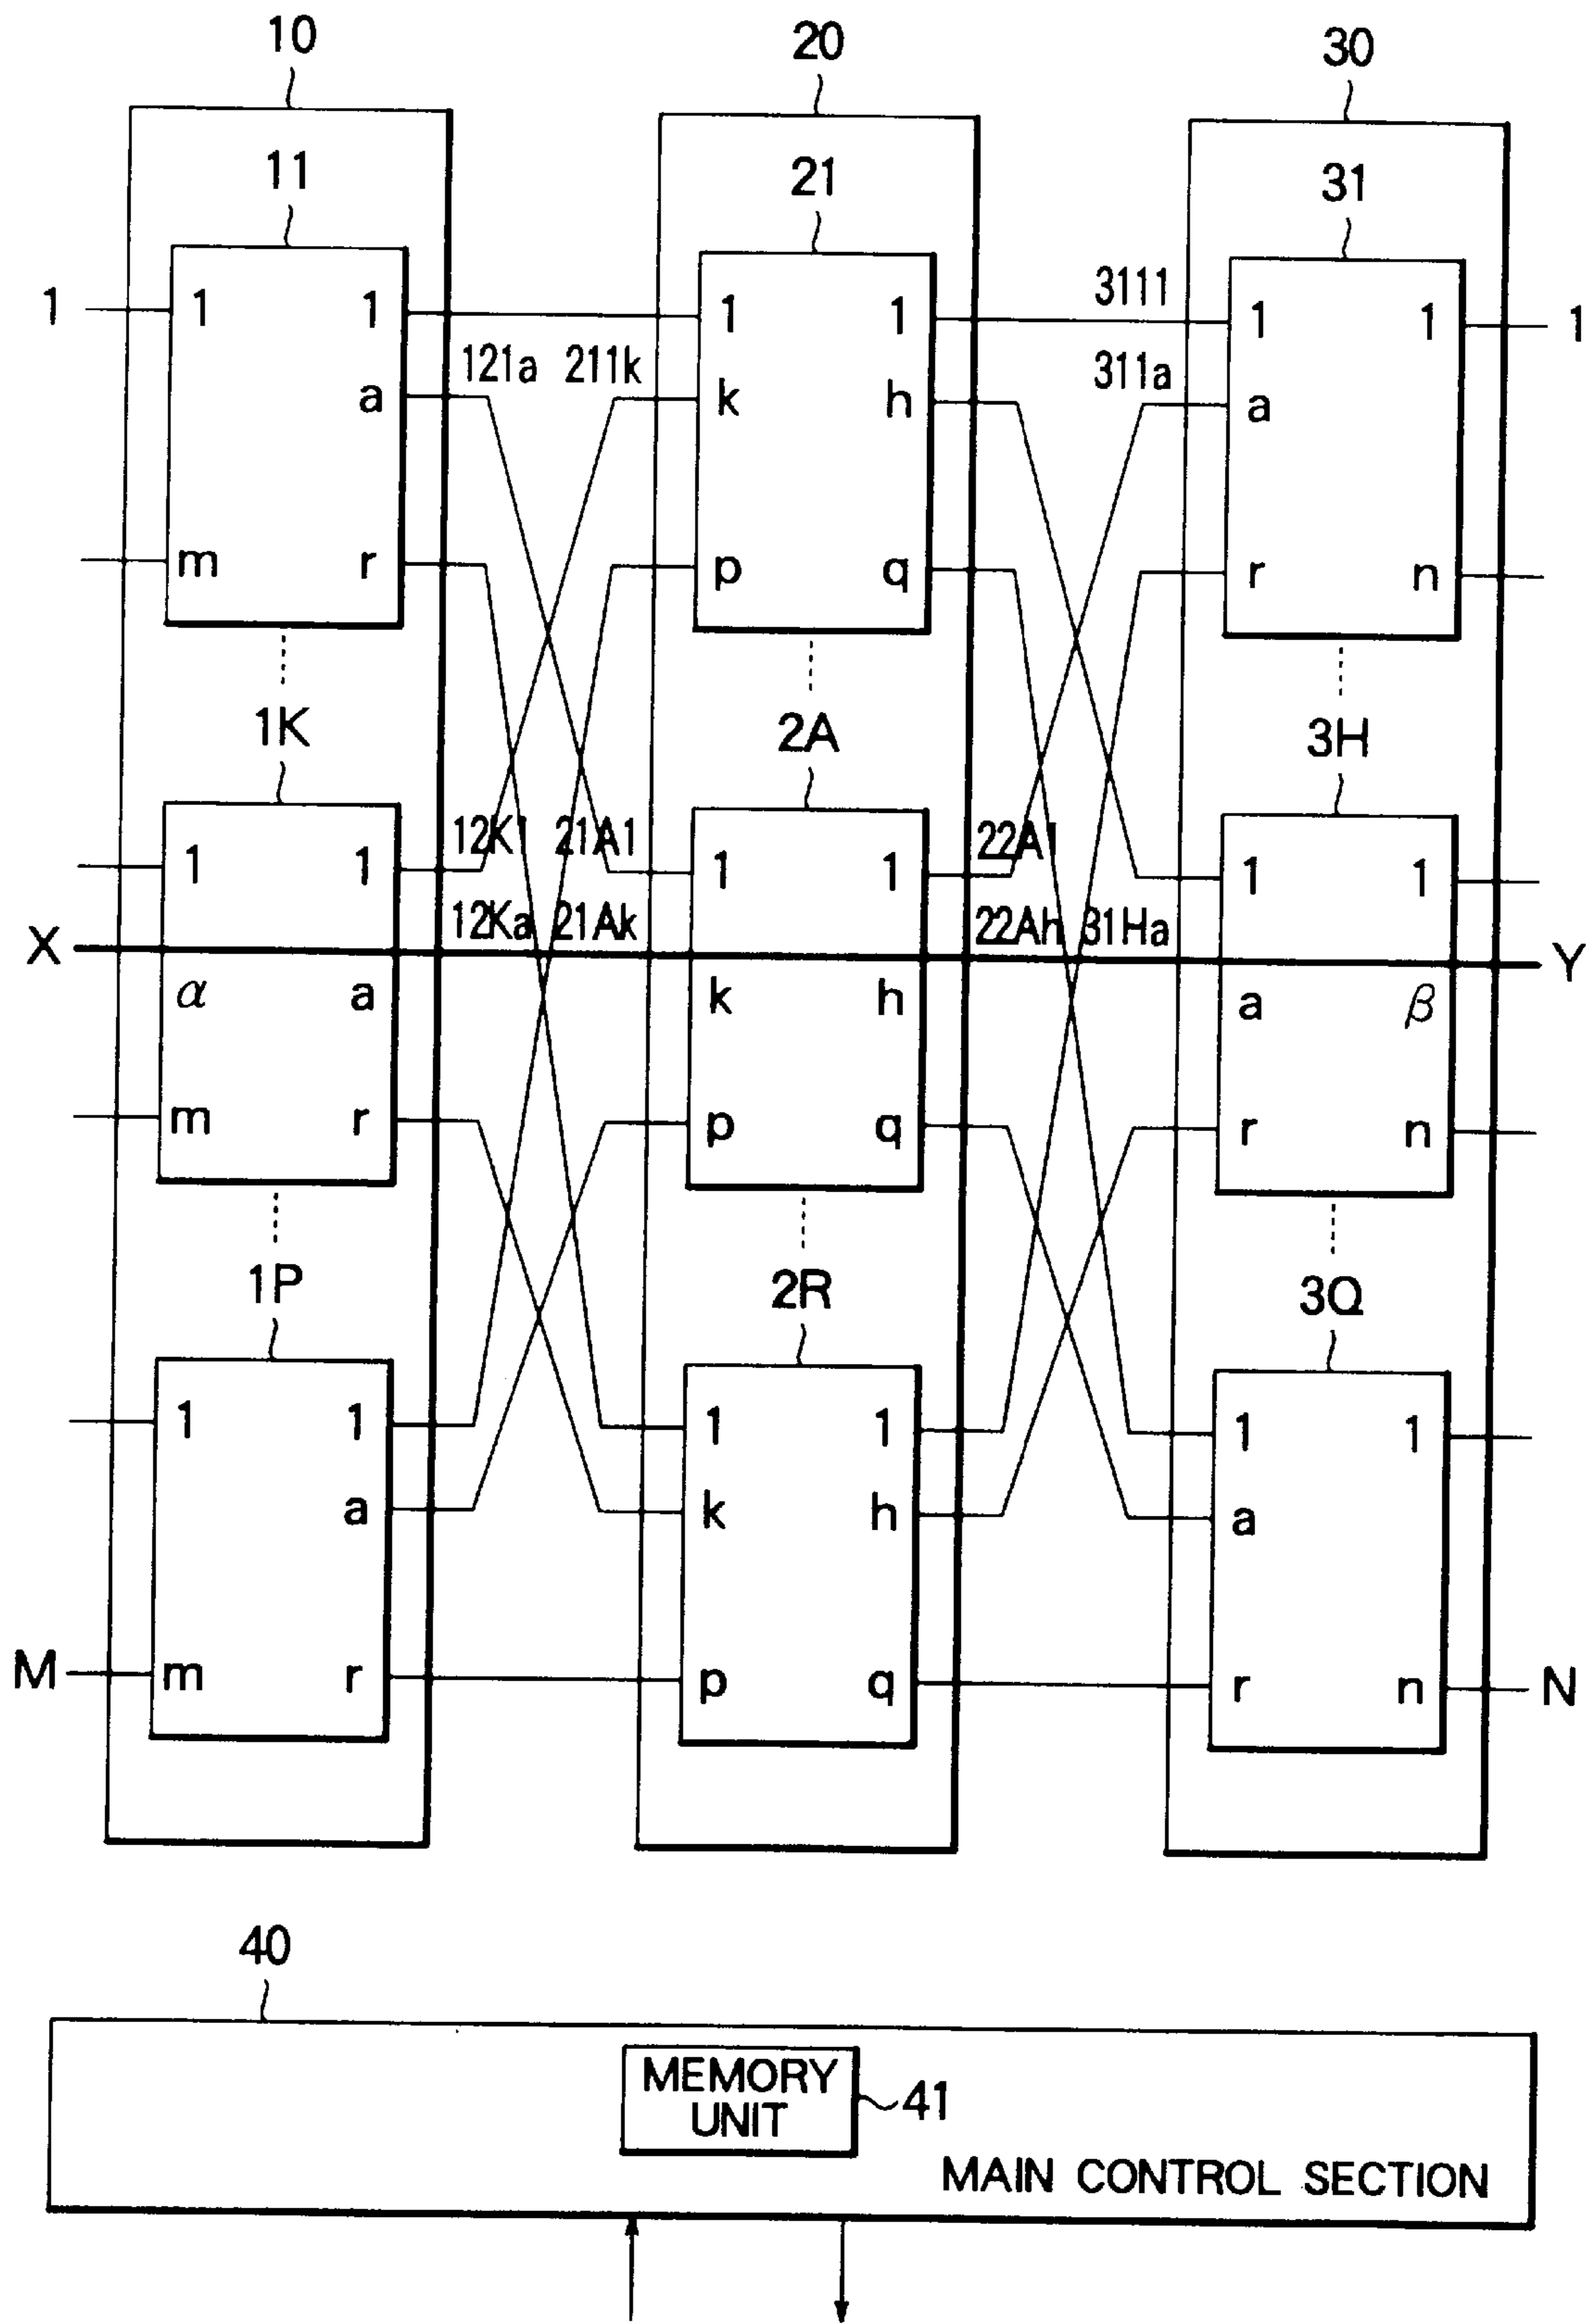 10 20 30
11 21 31
1 1 1 1 1 3111 1 1 1
121a 211k 311a
a k h a
m r p q r n
1K 2A 3H
12K1 21A1 22A1
1 1 1 1 1 1
12Ka 21Ak 22Ah 31Ha
X Y
α a k h a β
m r p q r n
1P 2R 3Q
1 1 1 1 1 1
a k h a
M m r p q r n N
40
MEMORY
UNIT
41
MAIN CONTROL SECTION